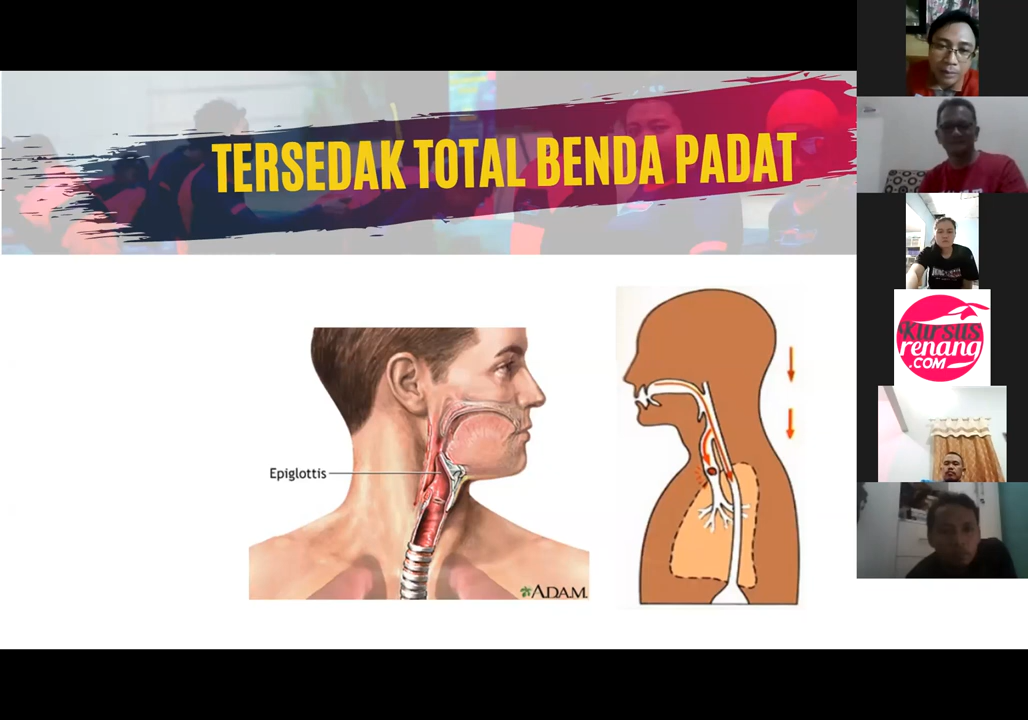 TERSEDAK TOTAL BENDA PADAT
Epiglottis
ADAM.
Kursus
renang
.COM